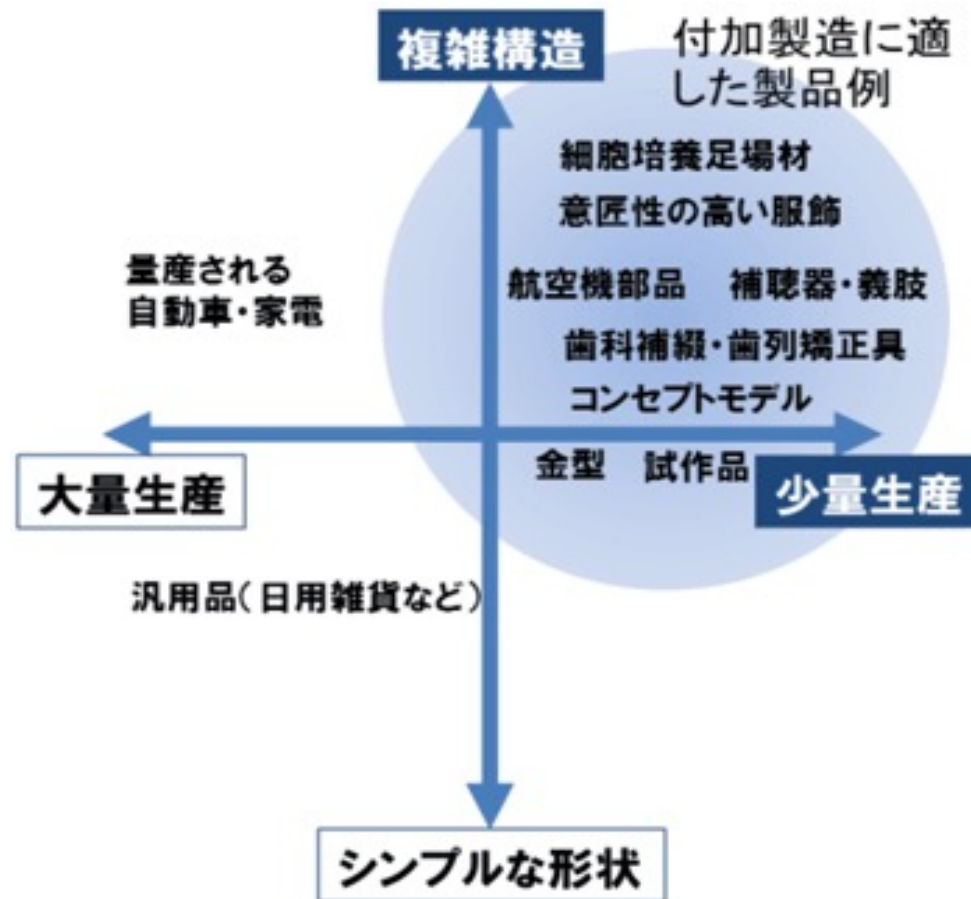 複雑構造
付加製造に適
した製品例
細胞培養足場材
意匠性の高い服飾
量産される
自動車・家電
航空機部品　補聴器・義肢
歯科補綴・歯列矯正具
コンセプトモデル
金型　試作品
大量生産
少量生産
汎用品(日用雑貨など)
シンプルな形状